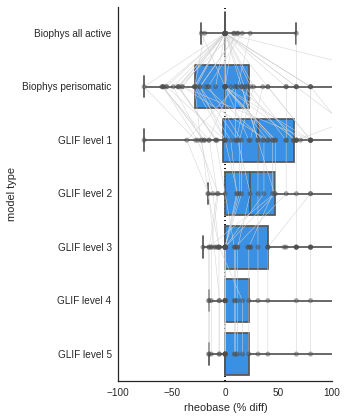 Biophys all active
Biophys perisomatic
GLIF level 1
GLIF level 2
GLIF level 3
GLIF level 4
GLIF level 5
model type
−100 −50 0 50 100
rheobase (% diff)